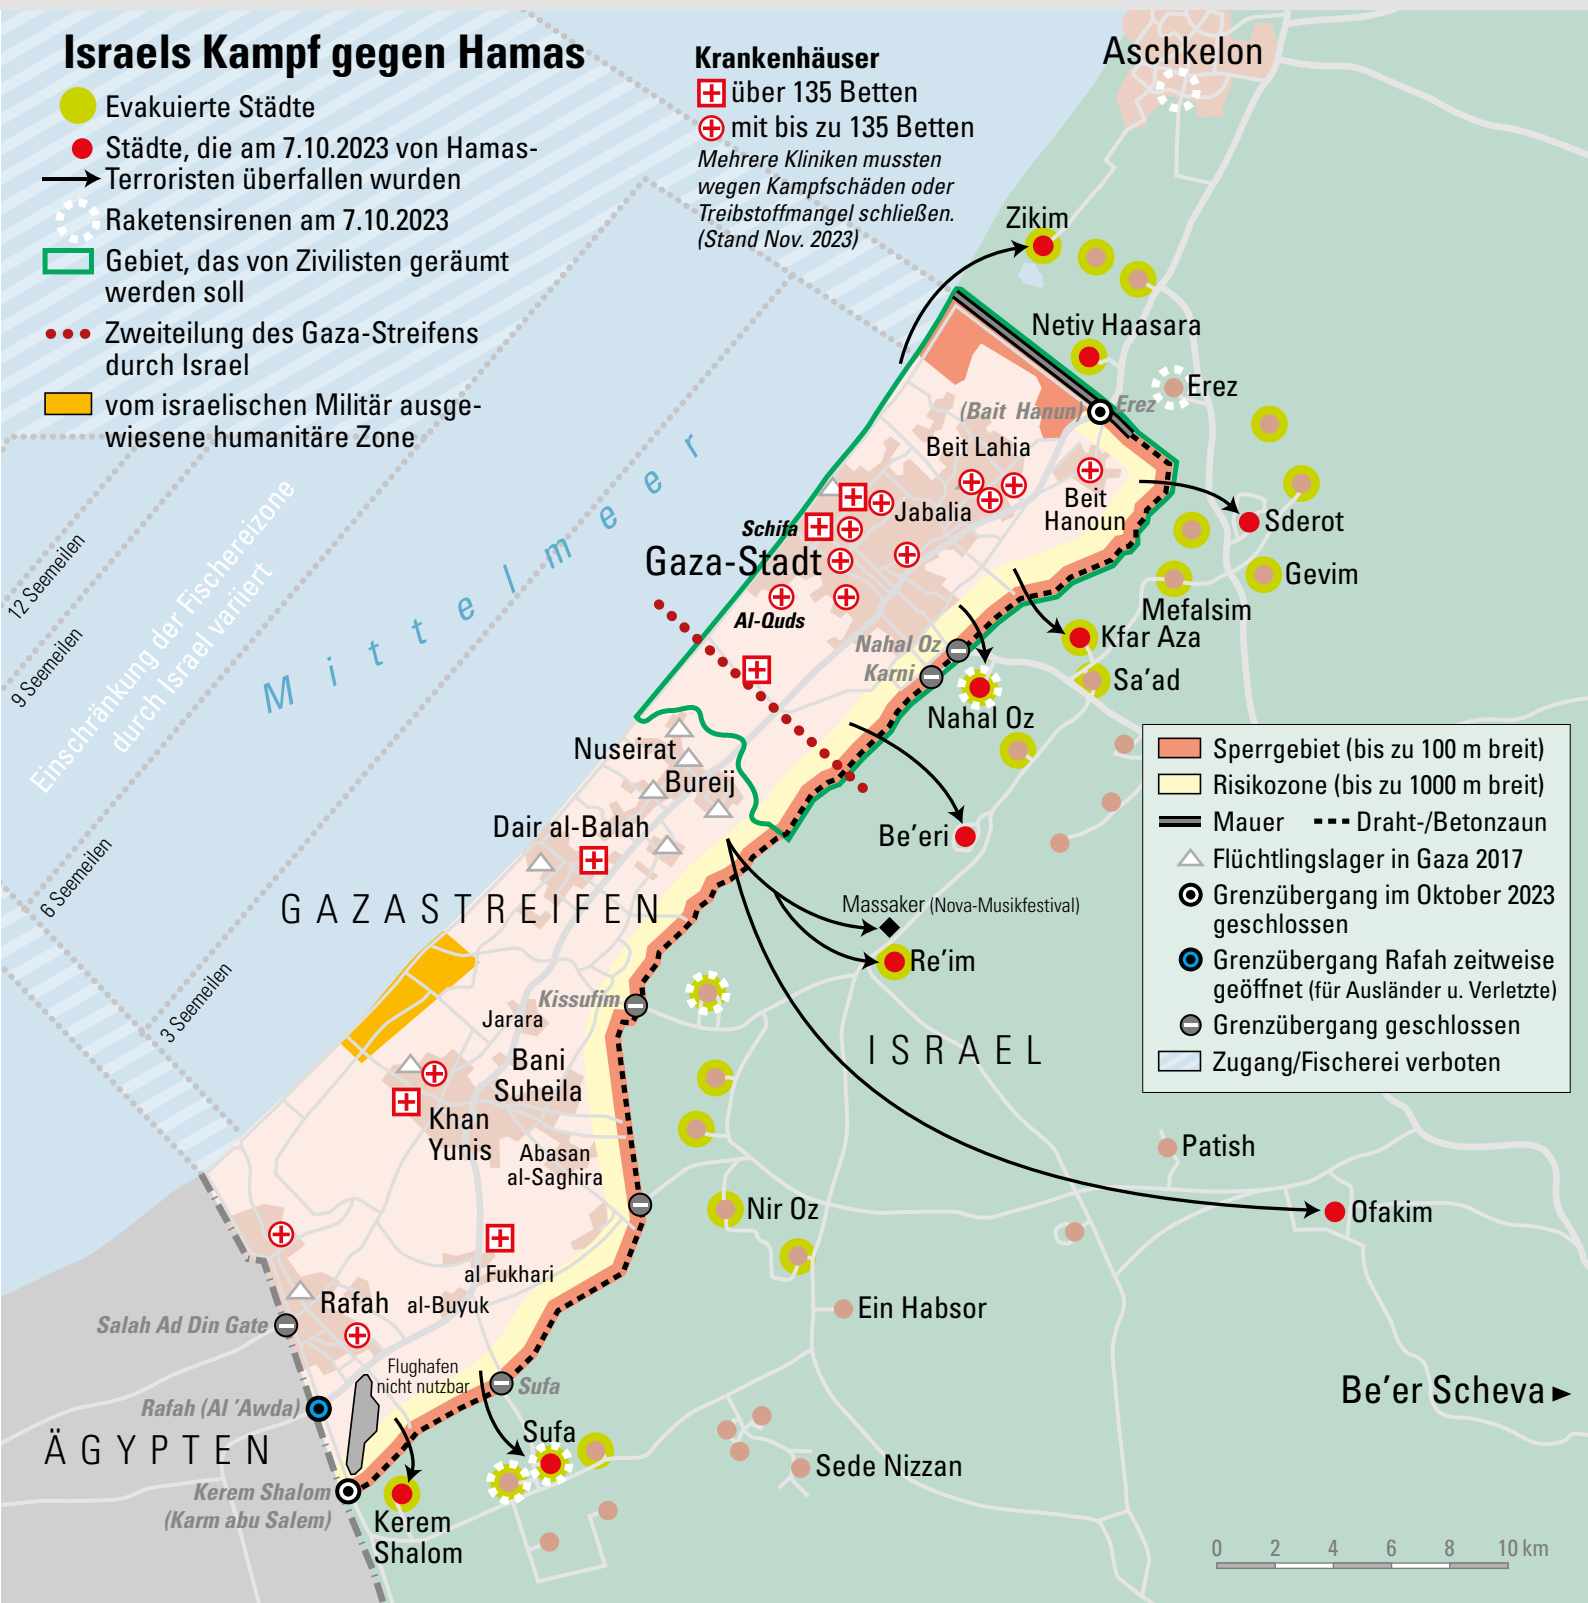 Israels Kampf gegen Hamas
Evakuierte Städte
Städte, die am 7.10.2023 von Hamas-
Terroristen überfallen wurden
Raketensirenen am 7.10.2023
Gebiet, das von Zivilisten geräumt
werden soll
Zweiteilung des Gaza-Streifens
durch Israel
vom israelischen Militär ausge-
wiesene humanitäre Zone
Krankenhäuser
über 135 Betten
mit bis zu 135 Betten
Mehrere Kliniken mussten
wegen Kampfschäden oder
Treibstoffmangel schließen.
(Stand Nov. 2023)
Aschkelon
Zikim
Netiv Haasara
Erez
(Bait Hanun)
Erez
Beit Lahia
Beit
Hanoun
Jabalia
Schifa
Gaza-Stadt
Al-Quds
Sderot
Gevim
Mefalsim
Kfar Aza
Sa'ad
Nahal Oz
Karni
Nahal Oz
Mittelmeer
12 Seemeilen
9 Seemeilen
6 Seemeilen
3 Seemeilen
Einschränkung der Fischereizone
durch Israel variiert
Nuseirat
Bureij
Dair al-Balah
Be'eri
GAZASTREIFEN
Massaker (Nova-Musikfestival)
Re'im
Kissufim
Jarara
Bani
Suheila
Khan
Yunis
Abasan
al-Saghira
ISRAEL
Sperrgebiet (bis zu 100 m breit)
Risikozone (bis zu 1000 m breit)
Mauer
Draht-/Betonzaun
Flüchtlingslager in Gaza 2017
Grenzübergang im Oktober 2023
geschlossen
Grenzübergang Rafah zeitweise
geöffnet (für Ausländer u. Verletzte)
Grenzübergang geschlossen
Zugang/Fischerei verboten
Patish
Nir Oz
Ofakim
al Fukhari
Rafah
al-Buyuk
Ein Habsor
Salah Ad Din Gate
Flughafen
nicht nutzbar
Sufa
Rafah (Al 'Awda)
Be'er Scheva
ÄGYPTEN
Sufa
Sede Nizzan
Kerem Shalom
(Karm abu Salem)
Kerem
Shalom
0 2 4 6 8 10 km